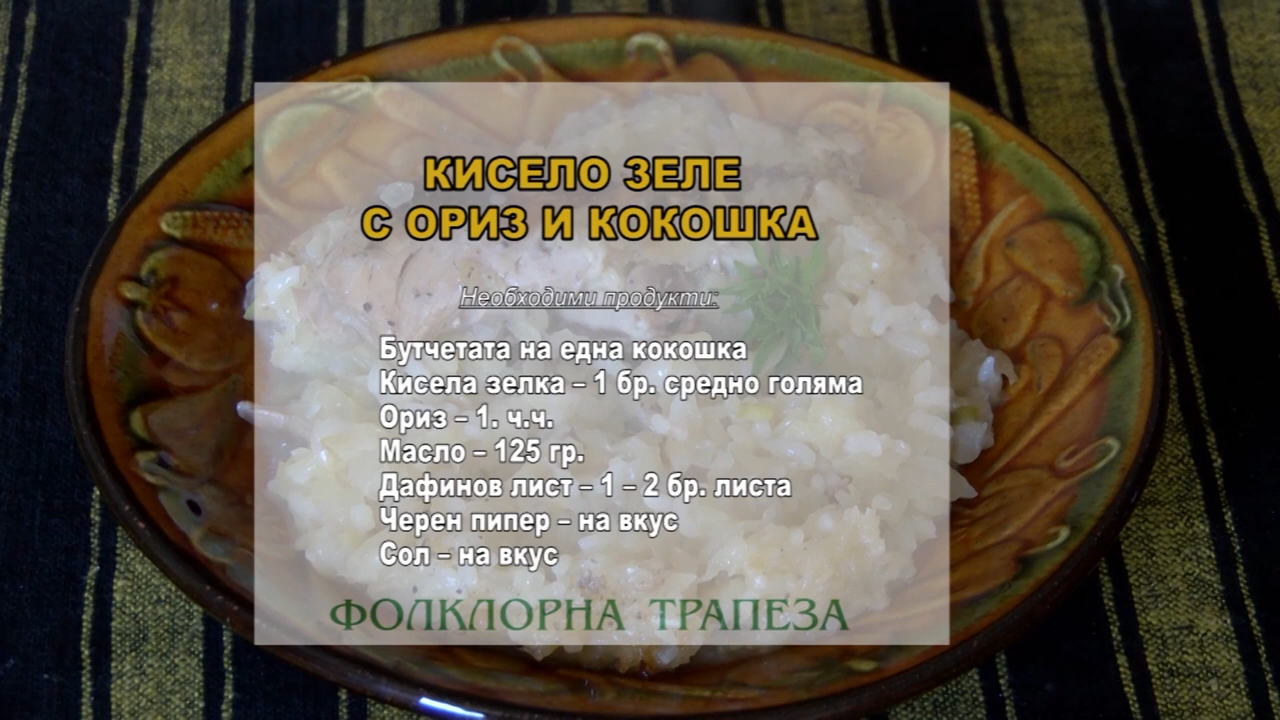 КИСЕЛО ЗЕЛЕ
С ОРИЗ И КОКОШКА
Необходими продукти:
Бутчетата на една кокошка
Кисела зелка – 1 бр. средно голяма
Ориз – 1. ч.ч.
Масло – 125 гр.
Дафинов лист – 1 – 2 бр. листа
Черен пипер – на вкус
Сол – на вкус
ФОЛКЛОРНА ТРАПЕЗА